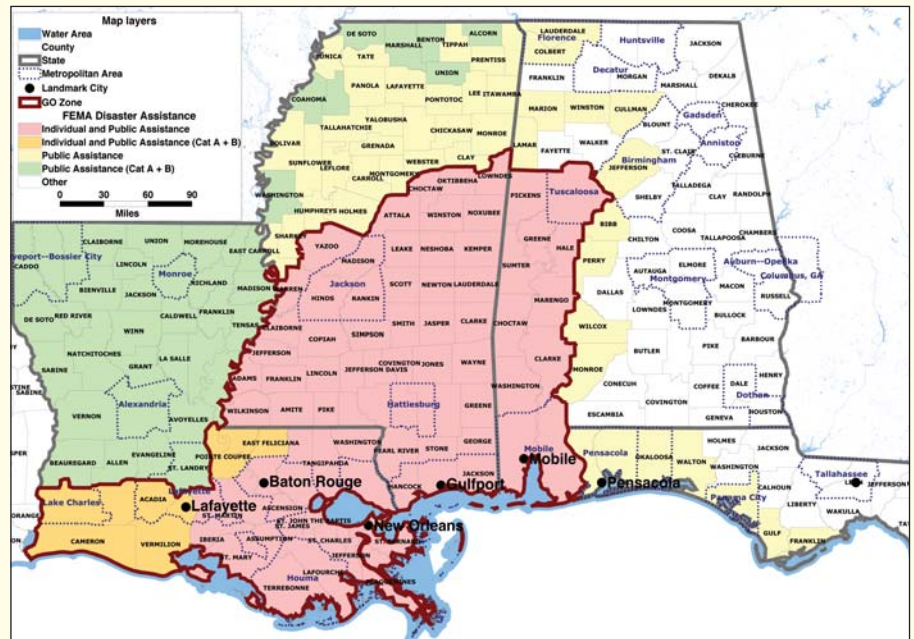 Map layers
Water Area
County
State
Metropolitan Area
Landmark City
GO Zone
FEMA Disaster Assistance
Individual and Public Assistance
Individual and Public Assistance (Cat A + B)
Public Assistance
Public Assistance (Cat A + B)
Other
0 30 60 90
Miles
DE SOTO
BENTON
ALCORN
MARSHALL
TIPPAH
TATE
PRENTISS
UNION
PANOLA
LAFAYETTE
LEE
ITAWAMBA
COAHOMA
PONTOTOC
YALOBUSHA
TALLAHATCHIE
CHICKASAW
MONROE
GRENADA
SUNFLOWER
LEFLORE
WEBSTER
CLAY
CARROLL
MONTGOMERY
OKTIBBEHA
LOWNDES
WASHINGTON
CHOCTAW
HUMPHREYS
HOLMES
ATTALA
WINSTON
NOXUBEE
YAZOO
LEAKE
NESHOBA
KEMPER
MADISON
Jackson
SCOTT
NEWTON
LAUDERDALE
HINDS
RANKIN
SMITH
JASPER
CLARKE
CLAIBORNE
COPIAH
SIMPSON
JEFFERSON
COVINGTON
JONES
WAYNE
JEFFERSON DAVIS
LINCOLN
ADAMS
FRANKLIN
Hattiesburg
GREENE
WILKINSON
AMITE
PIKE
PEARL RIVER
STONE
GEORGE
HANCOCK
JACKSON
Gulfport
LAUDERDALE
Florence
Huntsville
COLBERT
JACKSON
Decatur
FRANKLIN
MORGAN
DEKALB
MARSHALL
MARION
WINSTON
CULLMAN
CHEROKEE
Gadsden
BLOUNT
LAMAR
WALKER
Anniston
FAYETTE
ST. CLAIR
CLEBURNE
Birmingham
JEFFERSON
PICKENS
Tuscaloosa
TALLADEGA
SHELBY
CLAY
RANDOLPH
BIBB
GREENE
HALE
COOSA
CHAMBERS
CHILTON
TALLAPOOSA
SUMTER
PERRY
AUTAUGA
ELMORE
Auburn--Opelika
Columbus, GA
Montgomery
MACON
RUSSELL
MARENGO
DALLAS
LOWNDES
MONTGOMERY
BULLOCK
CHOCTAW
WILCOX
BARBOUR
BUTLER
PIKE
CLARKE
MONROE
HENRY
CONECUH
COFFEE
DALE
Dothan
WASHINGTON
COVINGTON
HOUSTON
ESCAMBIA
GENEVA
Mobile
Mobile
Pensacola
Pensacola
OKALOOSA
WALTON
HOLMES
JACKSON
WASHINGTON
Tallahassee
CALHOUN
JEFFERSON
LIBERTY
WAKULLA
GULF
FRANKLIN
CLAIBORNE
UNION
MOREHOUSE
EAST CARROLL
LINCOLN
Monroe
RICHLAND
BIENVILLE
JACKSON
MADISON
DE SOTO
RED RIVER
CALDWELL
FRANKLIN
TENSAS
WINN
NATCHITOCHES
LA SALLE
SABINE
GRANT
Alexandria
VERNON
AVOYELLES
BEAUREGARD
ALLEN
EVANGELINE
ST. LANDRY
POINTE COUPEE
EAST FELICIANA
WASHINGTON
TANGIPAHOA
Lake Charles
ACADIA
Lafayette
Baton Rouge
ASCENSION
ST. MARTIN
ST. JOHN THE BAPTIST
ST. JAMES
New Orleans
CAMERON
VERMILION
IBERIA
ASSUMPTION
ST. CHARLES
ST. BERNARD
ST. MARY
JEFFERSON
LAFOURCHE
Houma
TERREBONNE
PLAQUEMINES
SABINE